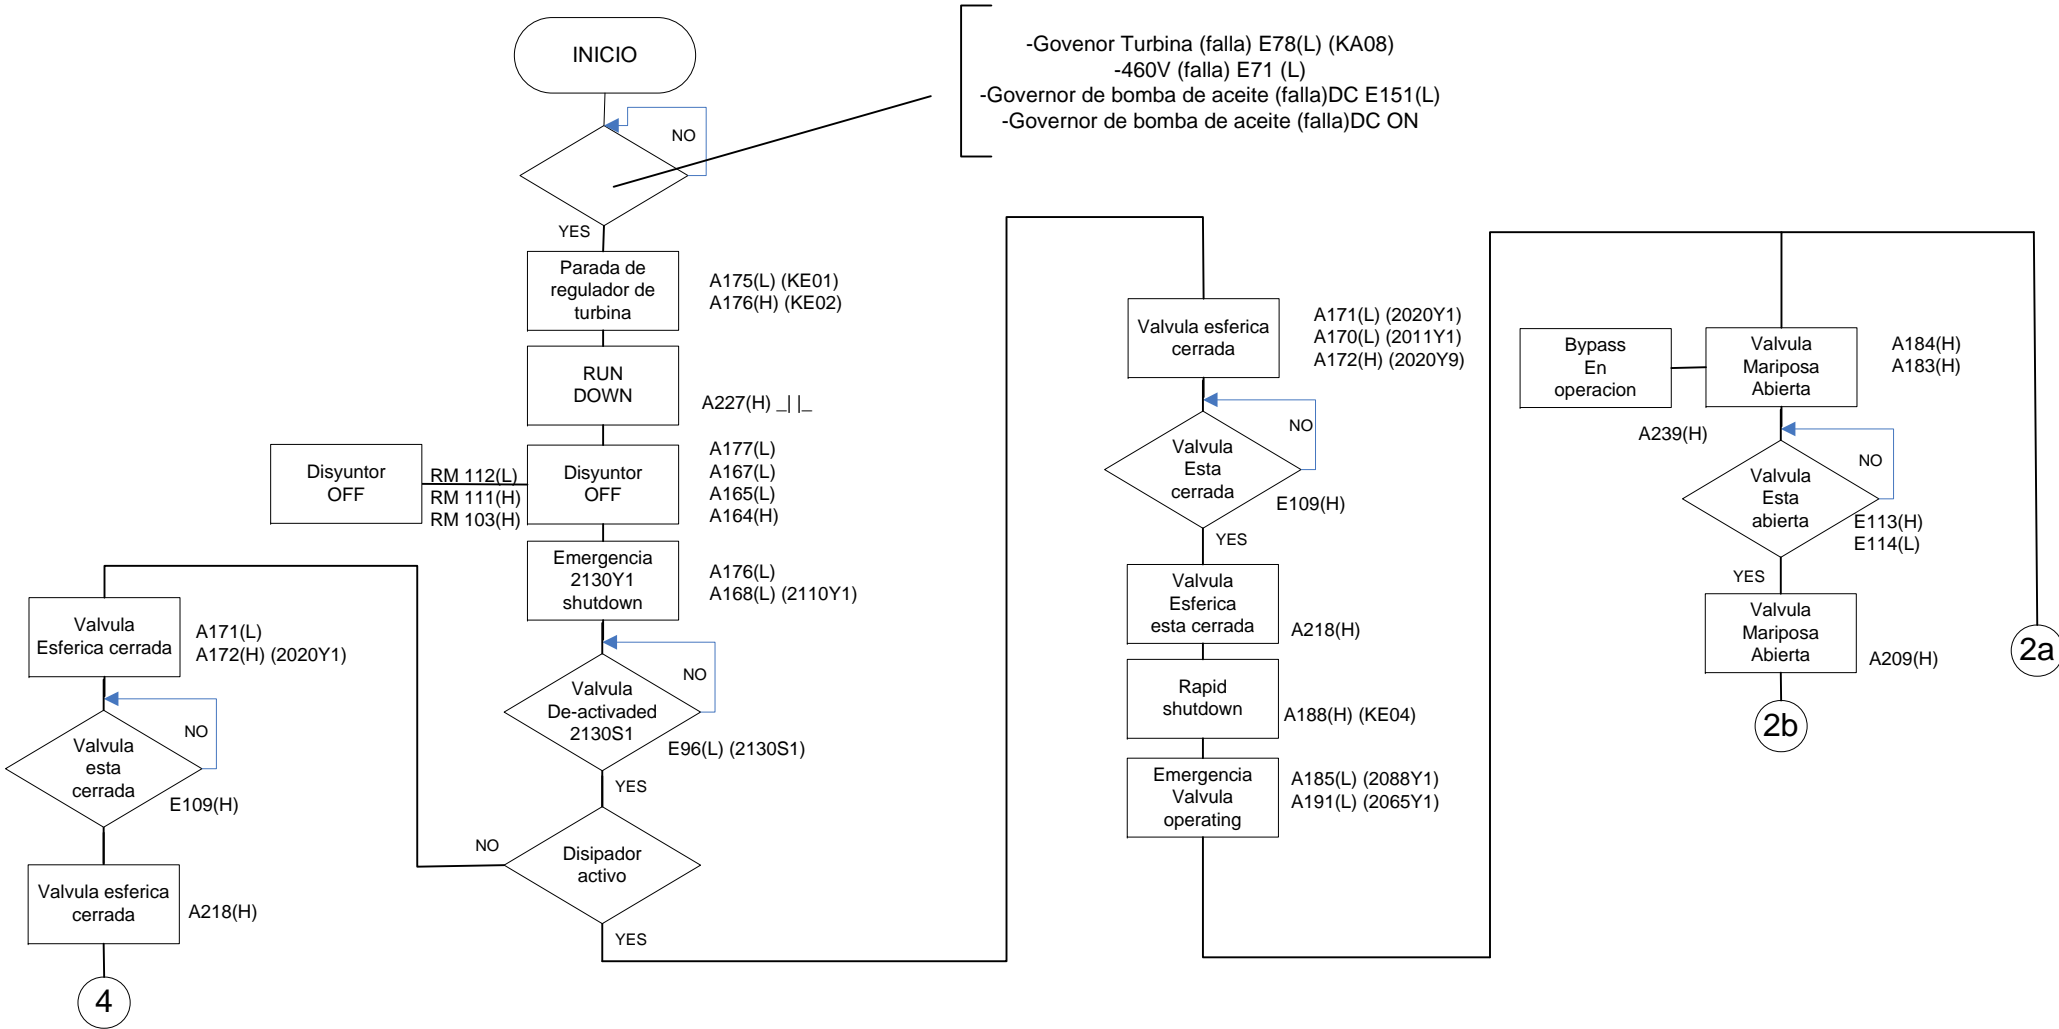 INICIO
-Govenor Turbina (falla) E78(L) (KA08)
-460V (falla) E71 (L)
-Governor de bomba de aceite (falla)DC E151(L)
-Governor de bomba de aceite (falla)DC ON
NO
YES
Parada de
regulador de
turbina
A175(L) (KE01)
A176(H) (KE02)
RUN
DOWN
A227(H) _| |_
Disyuntor
OFF
RM 112(L)
RM 111(H)
RM 103(H)
Disyuntor
OFF
A177(L)
A167(L)
A165(L)
A164(H)
Emergencia
2130Y1
shutdown
A176(L)
A168(L) (2110Y1)
NO
Valvula
De-activaded
2130S1
E96(L) (2130S1)
YES
Disipador
activo
NO
YES
Valvula
Esferica cerrada
A171(L)
A172(H) (2020Y1)
NO
Valvula
esta
cerrada
E109(H)
Valvula esferica
cerrada
A218(H)
4
Valvula esferica
cerrada
A171(L) (2020Y1)
A170(L) (2011Y1)
A172(H) (2020Y9)
NO
Valvula
Esta
cerrada
E109(H)
YES
Valvula
Esferica
esta cerrada
A218(H)
Rapid
shutdown
A188(H) (KE04)
Emergencia
Valvula
operating
A185(L) (2088Y1)
A191(L) (2065Y1)
Bypass
En
operacion
Valvula
Mariposa
Abierta
A184(H)
A183(H)
A239(H)
NO
Valvula
Esta
abierta
E113(H)
E114(L)
YES
Valvula
Mariposa
Abierta
A209(H)
2b
2a